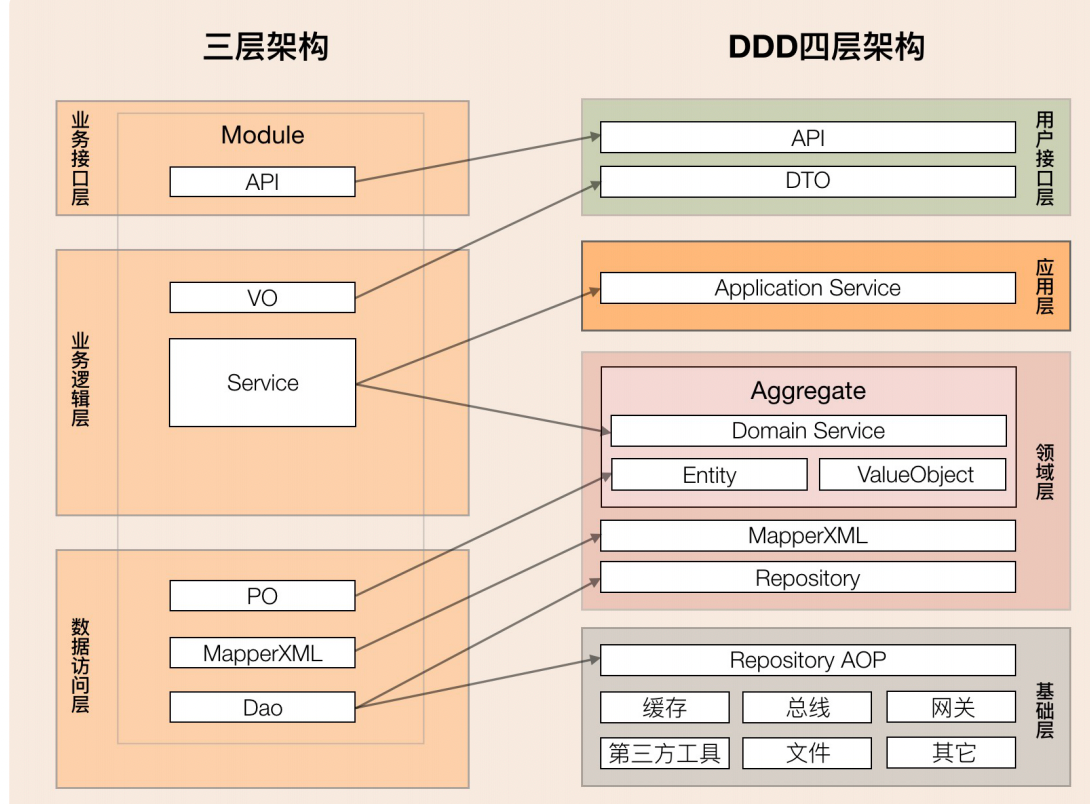 三层架构
业务接口层
Module
API
业务逻辑层
VO
Service
数据访问层
PO
MapperXML
Dao
DDD四层架构
API
DTO
用户接口层
Application Service
应用层
Aggregate
Domain Service
Entity
ValueObject
MapperXML
Repository
领域层
Repository AOP
缓存
总线
网关
第三方工具
文件
其它
基础层